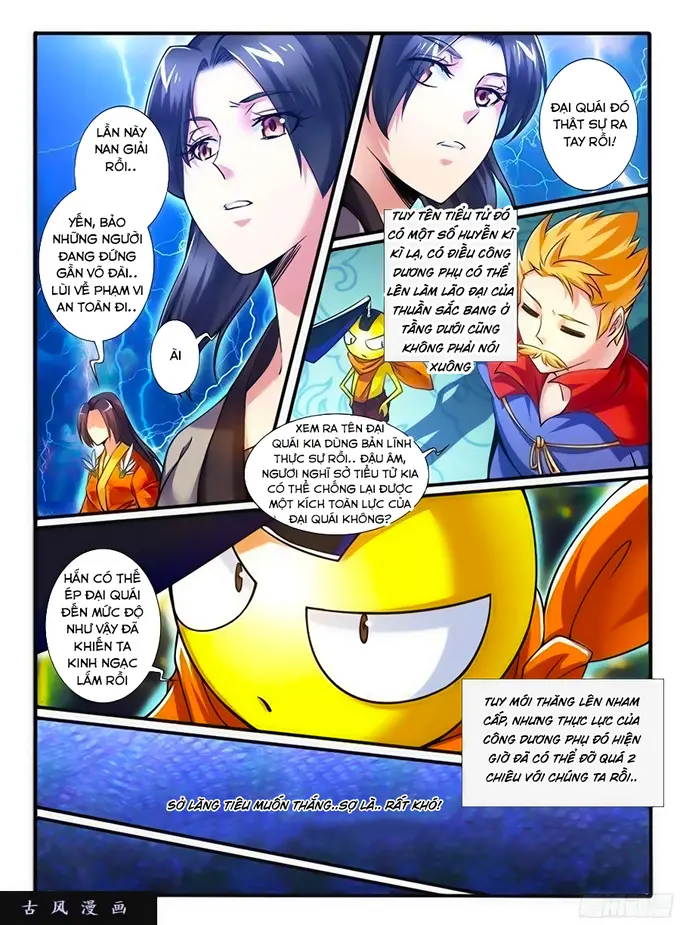 LẦN NÀY
NAN GIẢI
RỒI..
YẾN, BẢO
NHỮNG NGƯỜI
ĐANG ĐỨNG
GẦN VÕ ĐÀI..
LÙI VỀ PHẠM VI
AN TOÀN ĐI..
ÃI
ĐẠI QUÁI ĐÓ
THẬT SỰ RA
TAY RỒI!
TUY TÊN TIỂU TỬ ĐÓ
CÓ MỘT SỐ HUYỄN KĨ
KÌ LẠ, CÓ ĐIỀU CÔNG
DƯƠNG PHỤ CÓ THỂ
LÊN LÀM LÃO ĐẠI CỦA
THUẦN SẮC BANG Ở
TẦNG DƯỚI CŨNG
KHÔNG PHẢI NÓI
XUÔNG
XEM RA TÊN ĐẠI
QUÁI KIA DÙNG BẢN LĨNH
THỰC SỰ RỒI.. ĐẬU ÂM,
NGƯƠI NGHĨ SỞ TIỂU TỬ KIA
CÓ THỂ CHỐNG LẠI ĐƯỢC
MỘT KÍCH TOÀN LỰC CỦA
ĐẠI QUÁI KHÔNG?
HẮN CÓ THỂ
ÉP ĐẠI QUÁI
ĐẾN MỨC ĐỘ
NHƯ VẬY ĐÃ
KHIẾN TA
KINH NGẠC
LẮM RỒI
TUY MỚI THĂNG LÊN NHAM
CẤP, NHƯNG THỰC LỰC CỦA
CÔNG DƯƠNG PHỤ ĐÓ HIỆN
GIỜ ĐÃ CÓ THỂ ĐỠ QUÁ 2
CHIÊU VỚI CHÚNG TA RỒI..
SỞ LĂNG TIÊU MUỐN THẮNG..SỢ LÀ.. RẤT KHÓ!
古风漫画